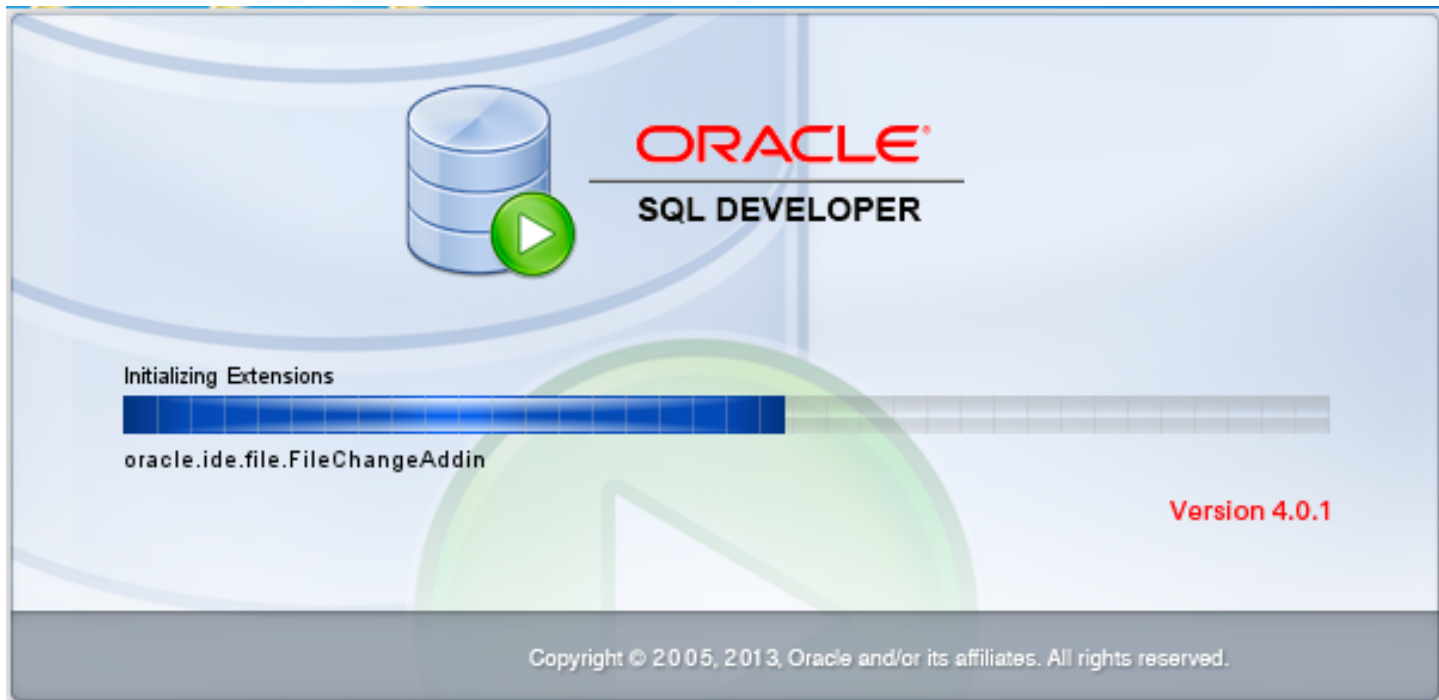 ORACLE®
SQL DEVELOPER
Initializing Extensions
oracle.ide.file.FileChangeAddin
Version 4.0.1
Copyright © 2005, 2013, Oracle and/or its affiliates. All rights reserved.